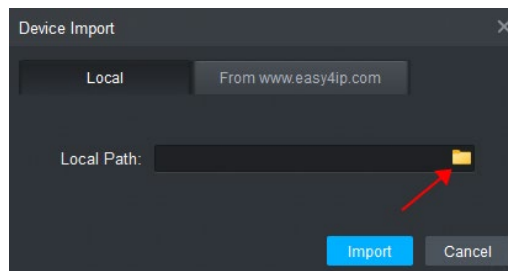 Device Import
Local From www.easy4ip.com
Local Path:
Import Cancel